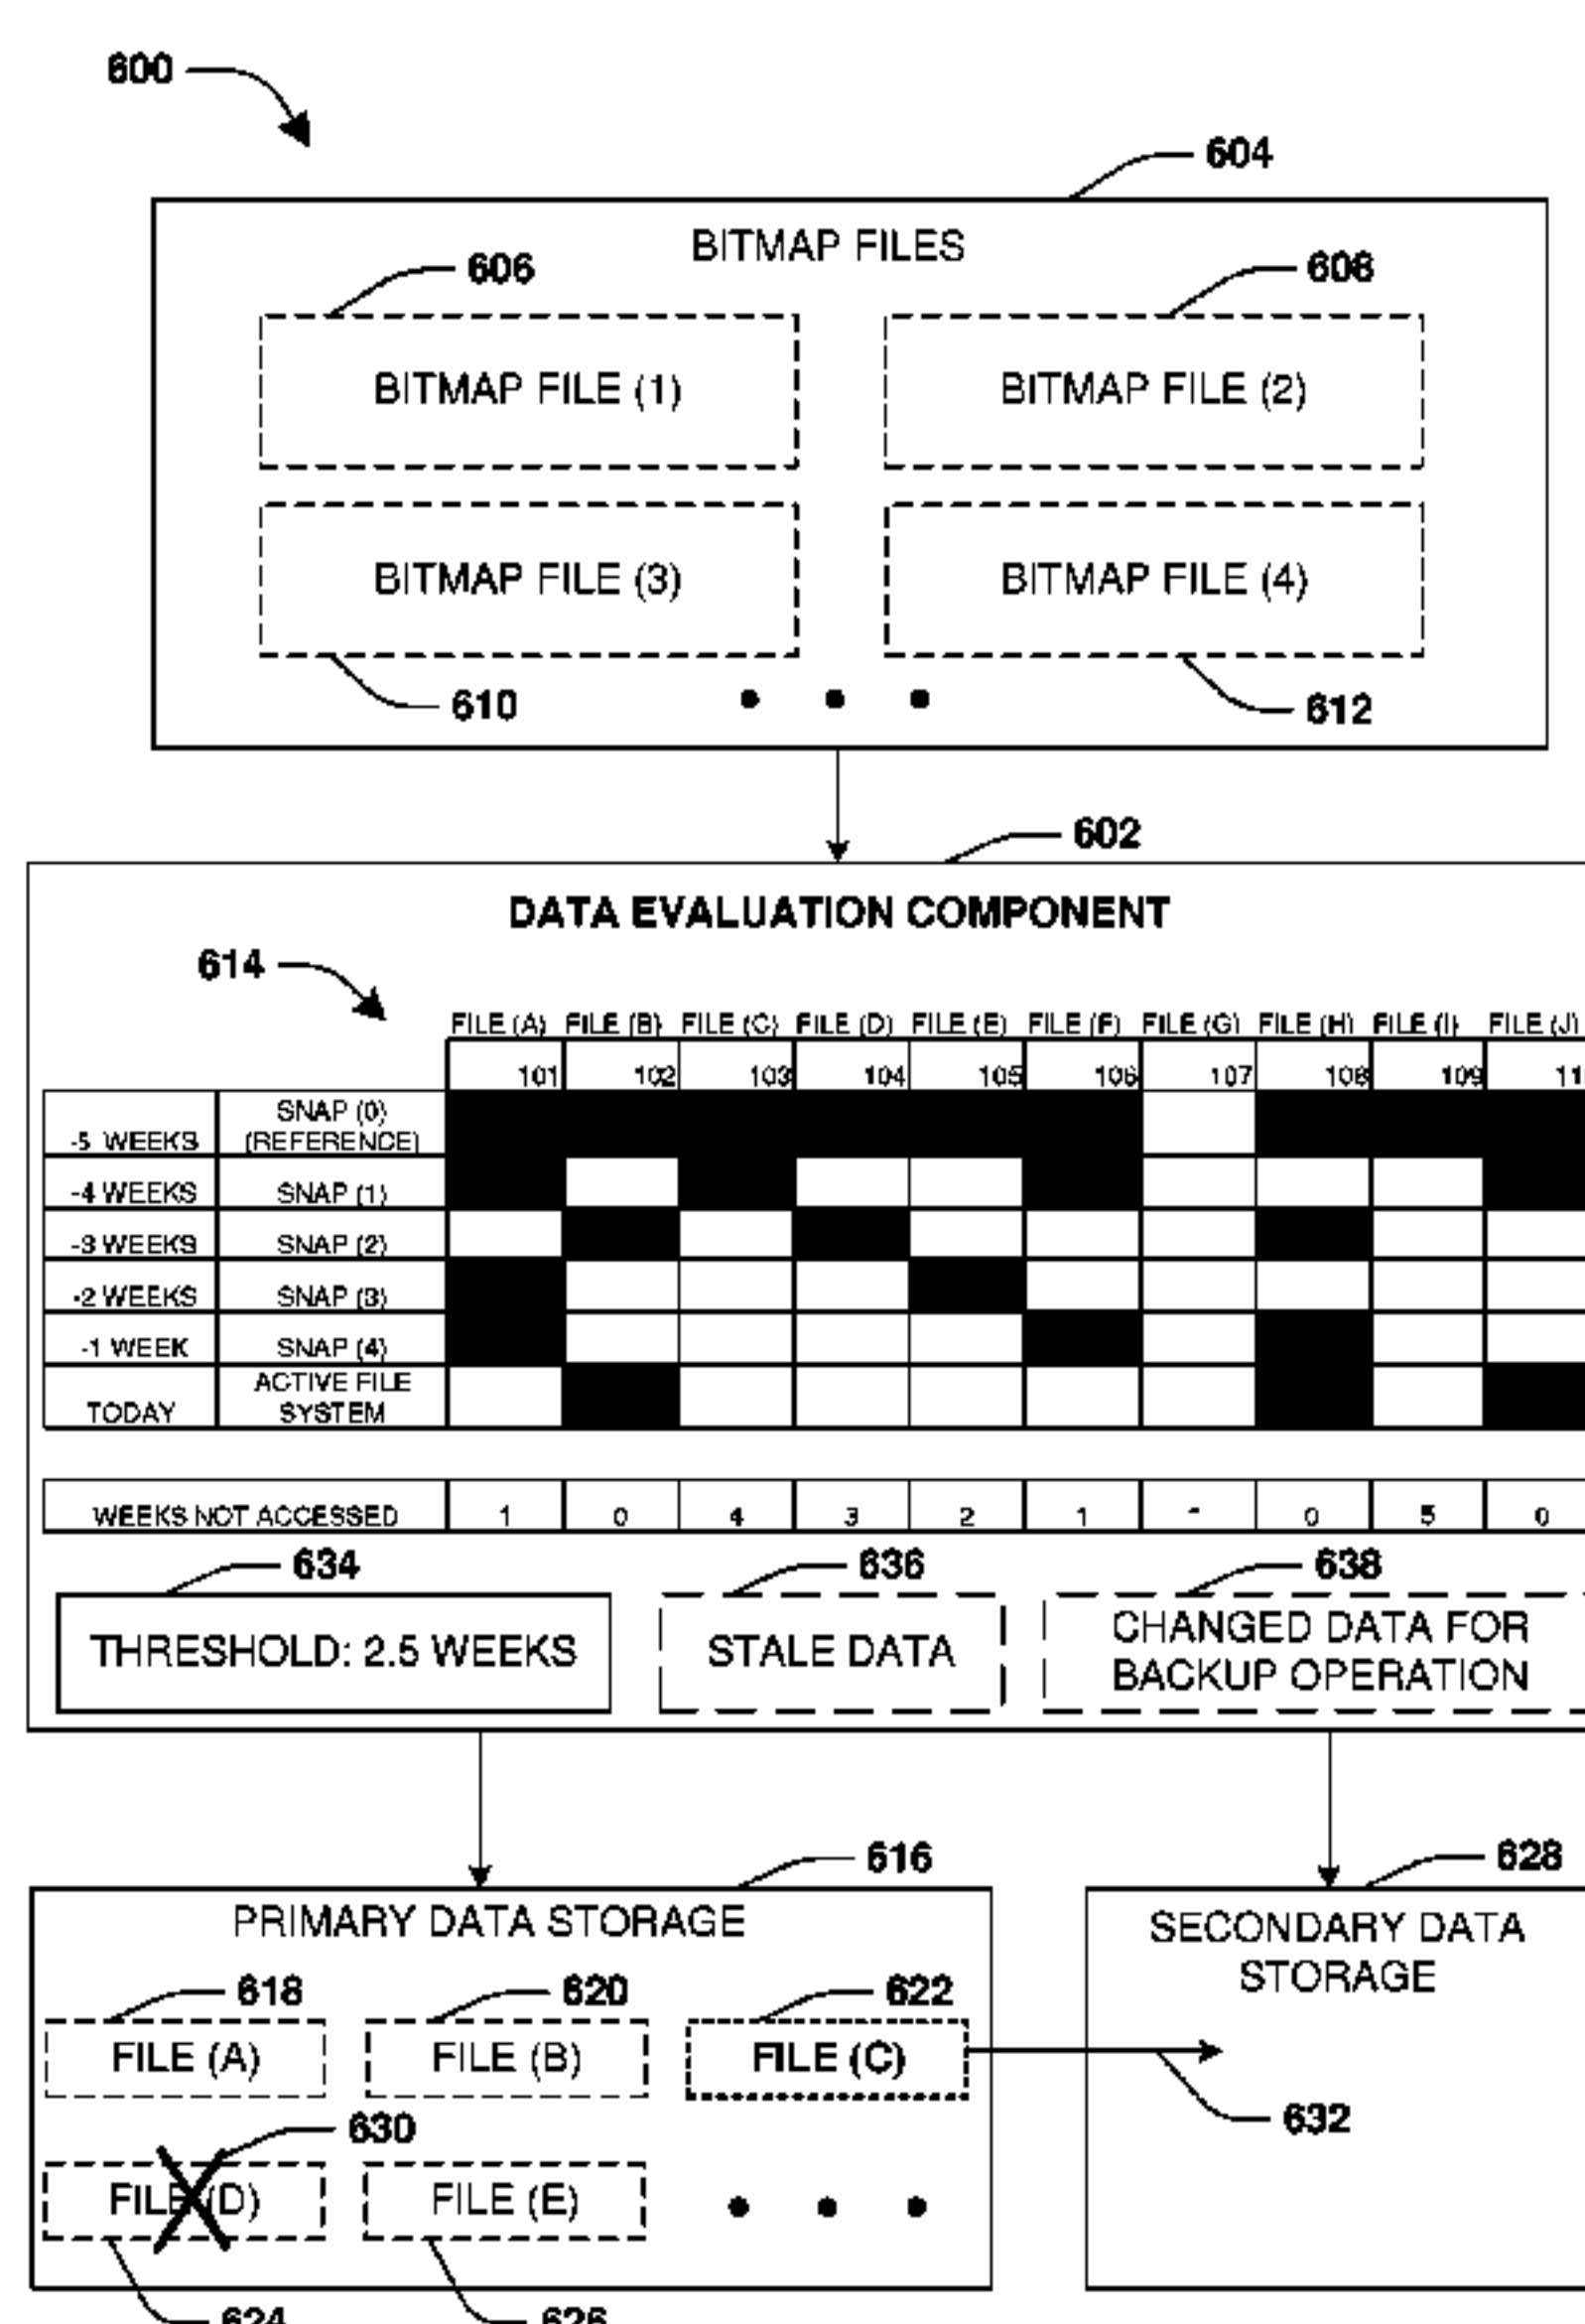 600
604
BITMAP FILES
606
608
BITMAP FILE (1)
BITMAP FILE (2)
BITMAP FILE (3)
BITMAP FILE (4)
610
612
602
DATA EVALUATION COMPONENT
614
FILE (A) FILE (B) FILE (C) FILE (D) FILE (E) FILE (F) FILE (G) FILE (H) FILE (I) FILE (J)
101 102 103 104 105 106 107 108 109 11
-5 WEEKS SNAP (0) (REFERENCE)
-4 WEEKS SNAP (1)
-3 WEEKS SNAP (2)
-2 WEEKS SNAP (3)
-1 WEEK SNAP (4)
TODAY ACTIVE FILE SYSTEM
WEEKS NOT ACCESSED 1 0 4 3 2 1 - 0 5 0
634
636
638
THRESHOLD: 2.5 WEEKS
STALE DATA
CHANGED DATA FOR
BACKUP OPERATION
616
628
PRIMARY DATA STORAGE
SECONDARY DATA
STORAGE
618
620
622
FILE (A)
FILE (B)
FILE (C)
630
632
FILE (D)
FILE (E)
624
626